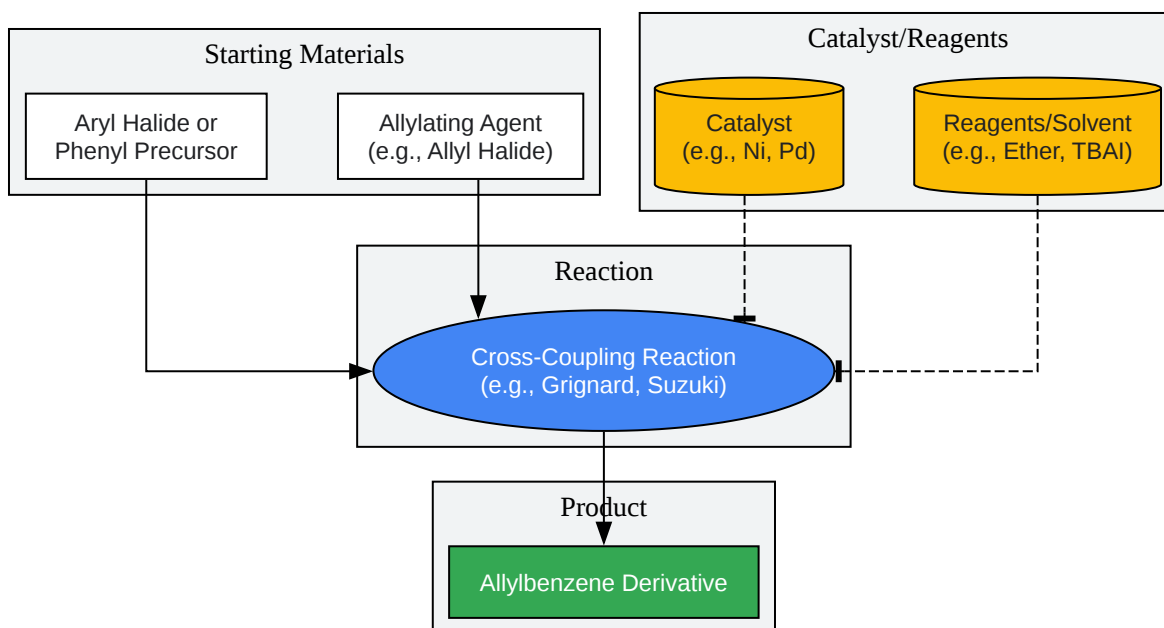 Starting Materials
Aryl Halide or
Phenyl Precursor
Allylating Agent
(e.g., Allyl Halide)
Catalyst/Reagents
Catalyst
(e.g., Ni, Pd)
Reagents/Solvent
(e.g., Ether, TBAI)
Reaction
Cross-Coupling Reaction
(e.g., Grignard, Suzuki)
Product
Allylbenzene Derivative